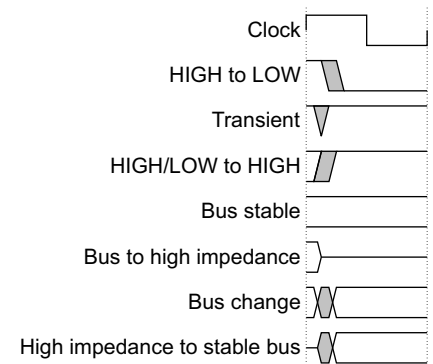 Clock
HIGH to LOW
Transient
HIGH/LOW to HIGH
Bus stable
Bus to high impedance
Bus change
High impedance to stable bus